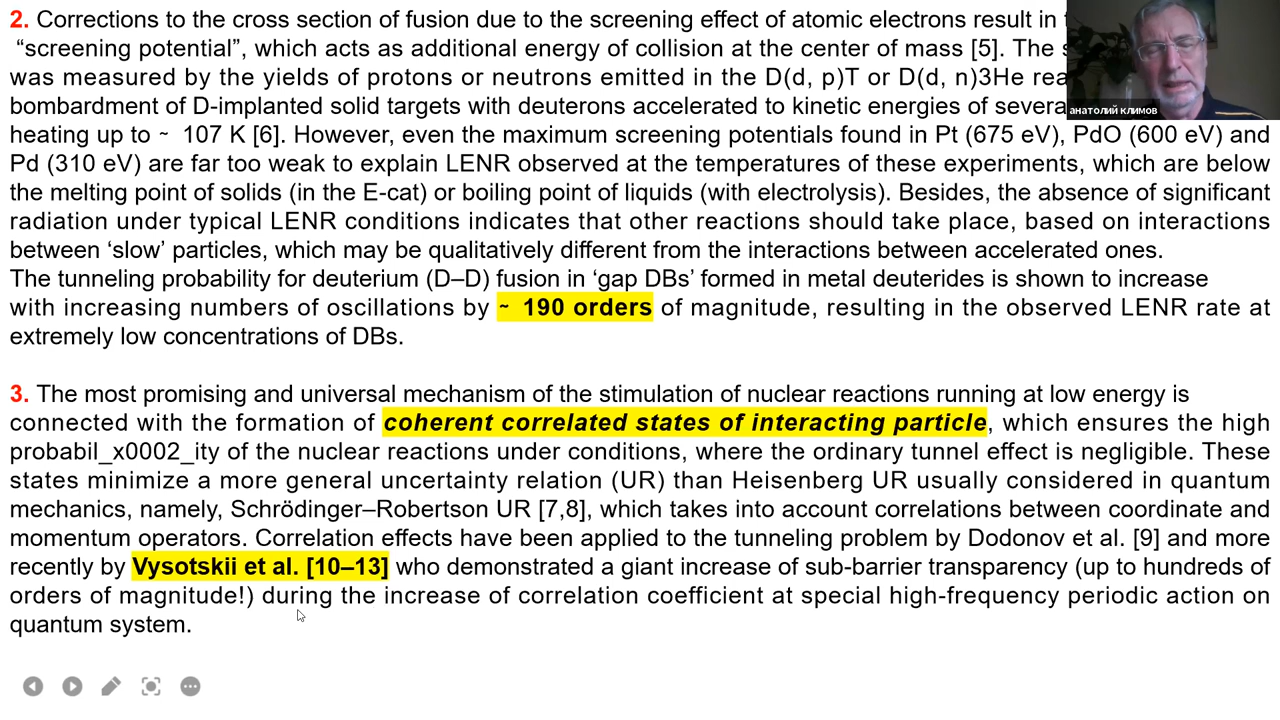 2. Corrections to the cross section of fusion due to the screening effect of atomic electrons result in
“screening potential”, which acts as additional energy of collision at the center of mass [5]. The
was measured by the yields of protons or neutrons emitted in the D(d, p)T or D(d, n)3He
bombardment of D-implanted solid targets with deuterons accelerated to kinetic energies of
heating up to ~ 107 K [6]. However, even the maximum screening potentials found in Pt (675 eV), PdO (600 eV) and
Pd (310 eV) are far too weak to explain LENR observed at the temperatures of these experiments, which are below
the melting point of solids (in the E-cat) or boiling point of liquids (with electrolysis). Besides, the absence of significant
radiation under typical LENR conditions indicates that other reactions should take place, based on interactions
between ‘slow’ particles, which may be qualitatively different from the interactions between accelerated ones.
The tunneling probability for deuterium (D–D) fusion in ‘gap DBs’ formed in metal deuterides is shown to increase
with increasing numbers of oscillations by ~ 190 orders of magnitude, resulting in the observed LENR rate at
extremely low concentrations of DBs.
3. The most promising and universal mechanism of the stimulation of nuclear reactions running at low energy is
connected with the formation of coherent correlated states of interacting particle, which ensures the high
probabil_x0002_ity of the nuclear reactions under conditions, where the ordinary tunnel effect is negligible. These
states minimize a more general uncertainty relation (UR) than Heisenberg UR usually considered in quantum
mechanics, namely, Schrödinger–Robertson UR [7,8], which takes into account correlations between coordinate and
momentum operators. Correlation effects have been applied to the tunneling problem by Dodonov et al. [9] and more
recently by Vysotskii et al. [10–13] who demonstrated a giant increase of sub-barrier transparency (up to hundreds of
orders of magnitude!) during the increase of correlation coefficient at special high-frequency periodic action on
quantum system.
анатолий климов